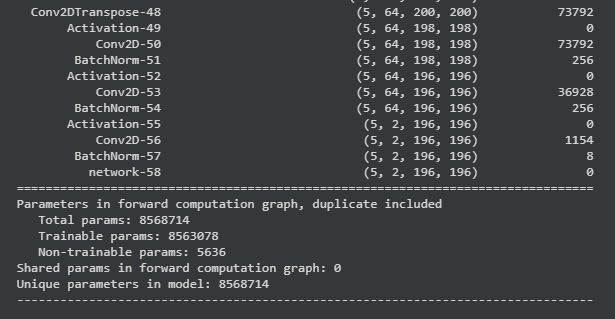 Conv2DTranspose-48 (5, 64, 200, 200) 73792
Activation-49 (5, 64, 198, 198) 0
Conv2D-50 (5, 64, 198, 198) 73792
BatchNorm-51 (5, 64, 198, 198) 256
Activation-52 (5, 64, 196, 196) 0
Conv2D-53 (5, 64, 196, 196) 36928
BatchNorm-54 (5, 64, 196, 196) 256
Activation-55 (5, 2, 196, 196) 0
Conv2D-56 (5, 2, 196, 196) 1154
BatchNorm-57 (5, 2, 196, 196) 8
network-58 (5, 2, 196, 196) 0
================================================================================
Parameters in forward computation graph, duplicate included
Total params: 8568714
Trainable params: 8563078
Non-trainable params: 5636
Shared params in forward computation graph: 0
Unique parameters in model: 8568714
--------------------------------------------------------------------------------